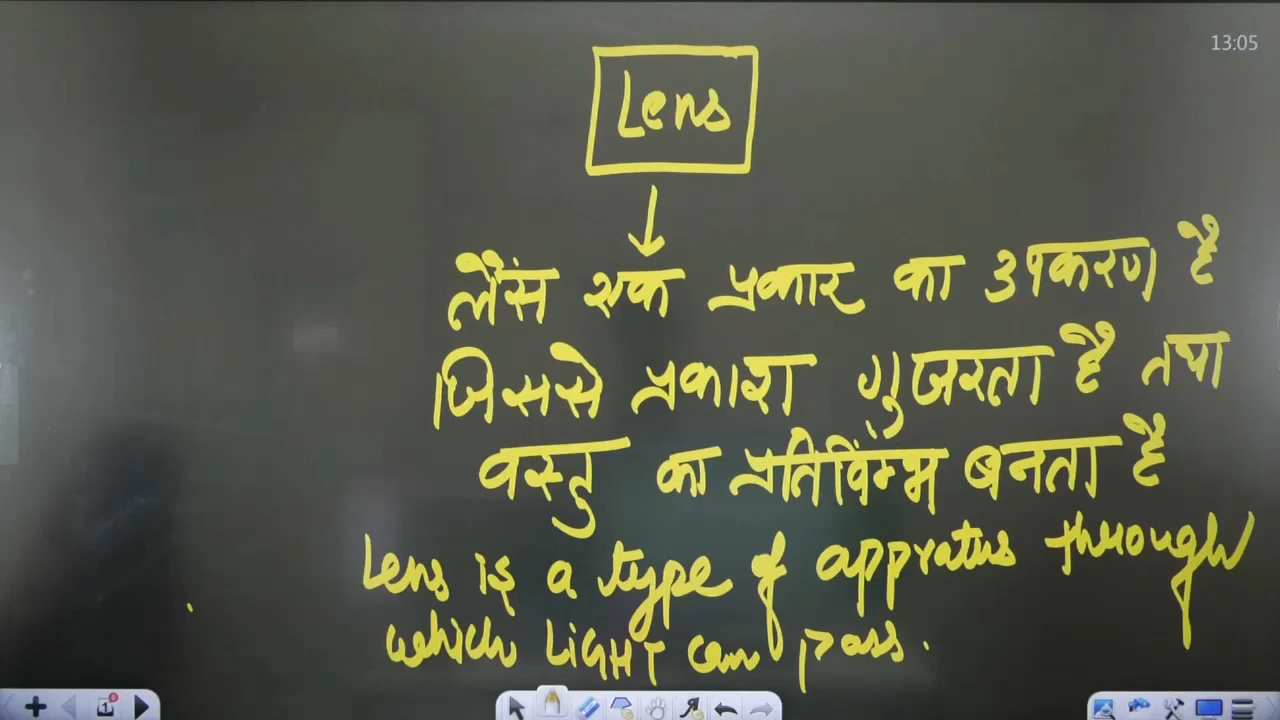 13:05
Lens
लैंस एक प्रकार का उपकरण है
जिससे प्रकाश गुजरता है तथा
वस्तु का प्रतिविंम्भ बनता है
Lens is a type of appratus through
which LIGHT can pass.
1